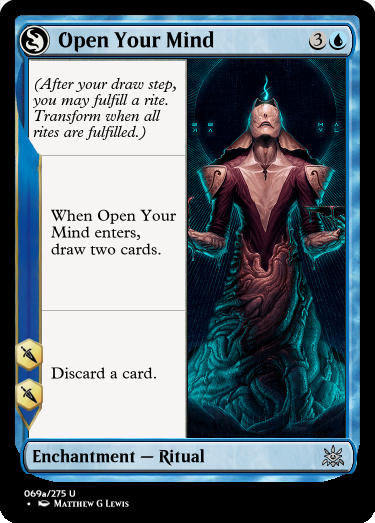 Open Your Mind 3
(After your draw step,
you may fulfill a rite.
Transform when all
rites are fulfilled.)
When Open Your
Mind enters,
draw two cards.
Discard a card.
Enchantment — Ritual
069a/275 U
• Matthew G Lewis